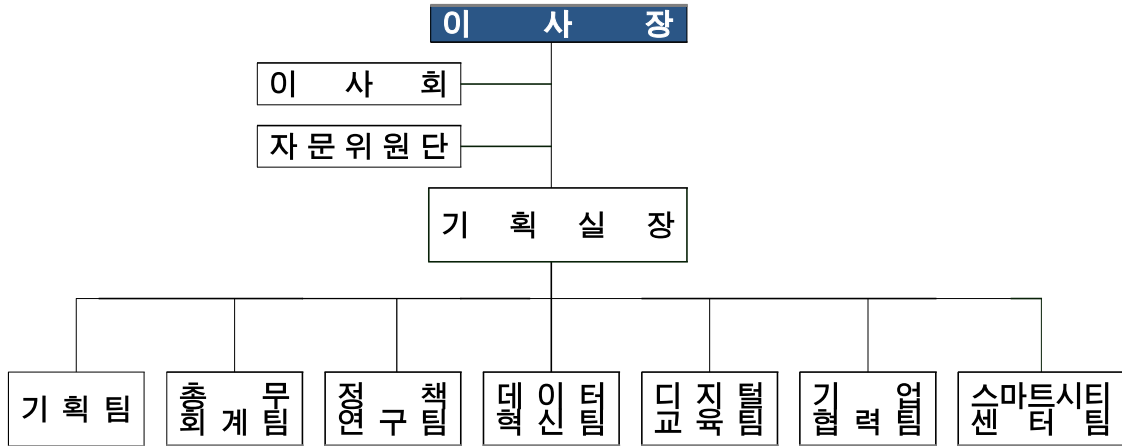 이 사 장
이 사 회
자문위원단
기 획 실 장
기획팀
총 무
회계팀
정 책
연구팀
데이터
혁신팀
디지털
교육팀
기 업
협력팀
스마트시티
센 터 팀